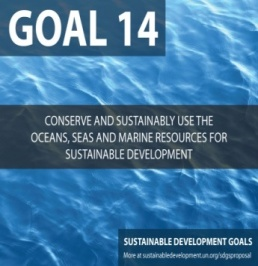 GOAL 14
CONSERVE AND SUSTAINABLY USE THE
OCEANS, SEAS AND MARINE RESOURCES FOR
SUSTAINABLE DEVELOPMENT
SUSTAINABLE DEVELOPMENT GOALS
More at sustainabledevelopment.un.org/sdgsproposal